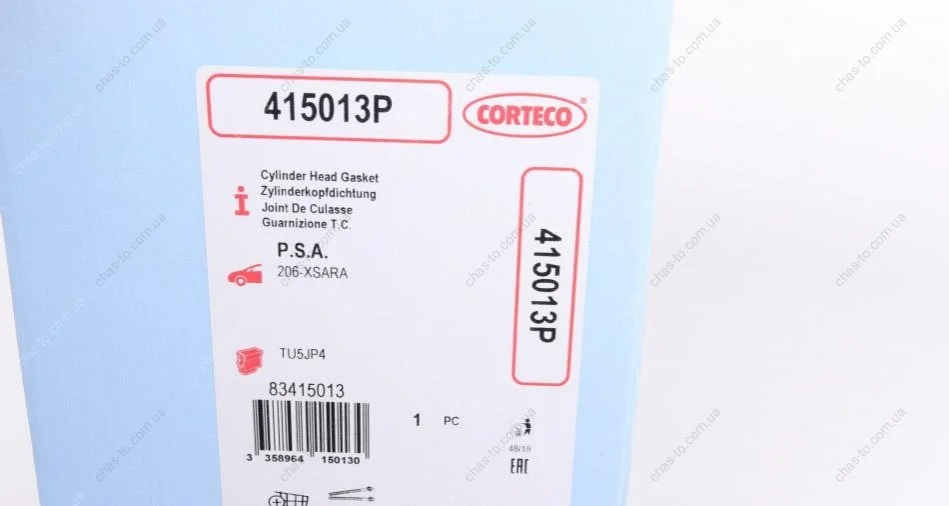 415013P
CORTECO
®
Cylinder Head Gasket
Zylinderkopfdichtung
Joint De Culasse
Guarnizione T.C.
P.S.A.
206-XSARA
415013P
TU5JP4
83415013
1 PC
3 358964 150130
48/19
EAC
chas-to.com.ua